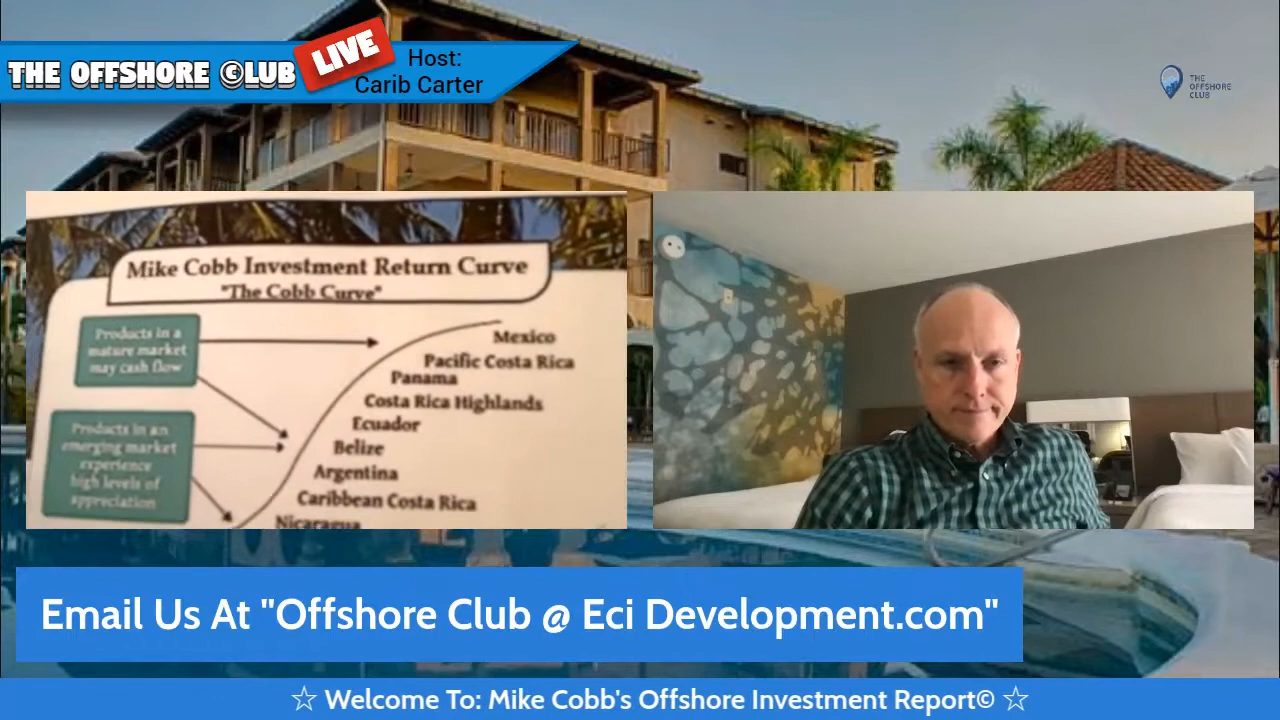 THE OFFSHORE ©LUB
LIVE
Host:
Carib Carter
THE
OFFSHORE
CLUB
Mike Cobb Investment Return Curve
"The Cobb Curve"
Products in a
mature market
may cash flow
Products in an
emerging market
experience
high levels of
appreciation
Mexico
Pacific Costa Rica
Panama
Costa Rica Highlands
Ecuador
Belize
Argentina
Caribbean Costa Rica
Nicaragua
Email Us At "Offshore Club @ Eci Development.com"
☆ Welcome To: Mike Cobb's Offshore Investment Report© ☆